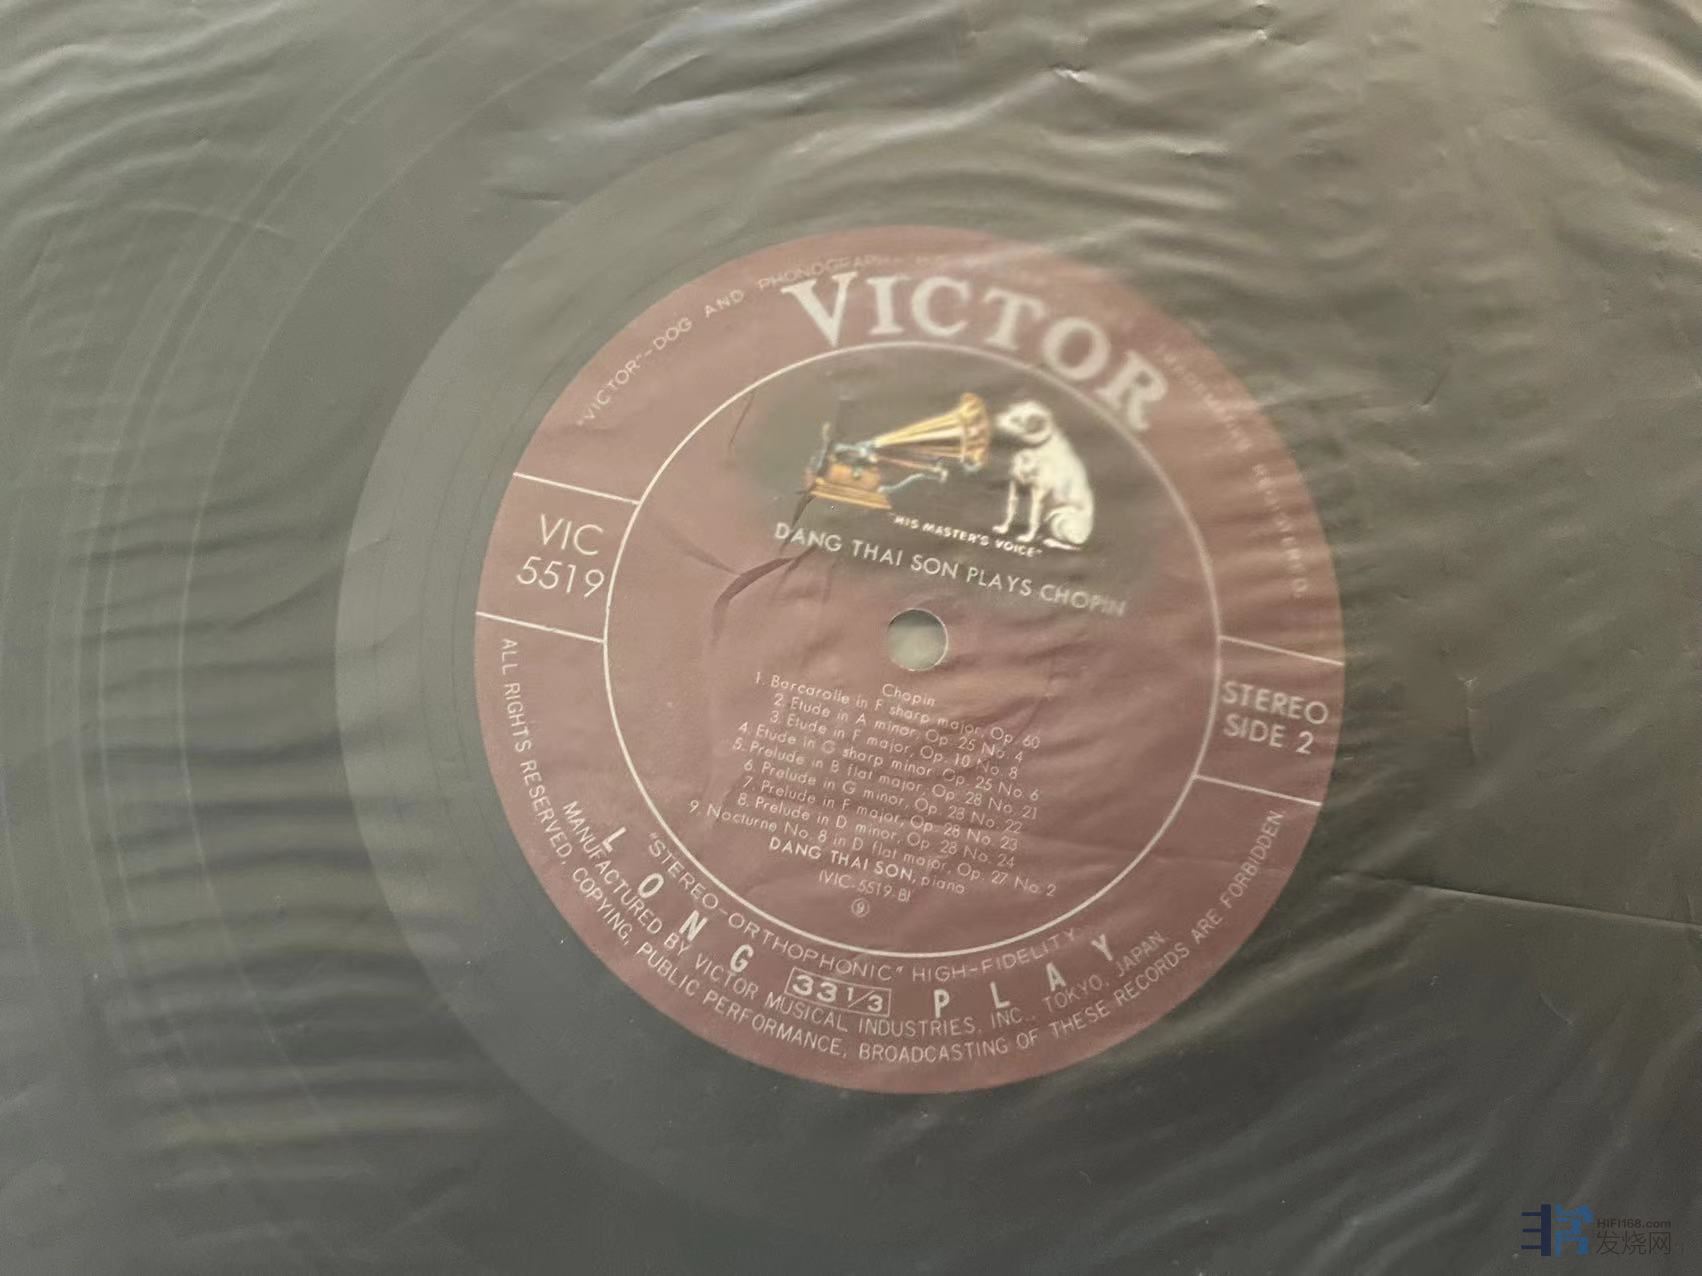 "VICTOR"-DOG AND PHONOGRAPH
VICTOR
"HIS MASTER'S VOICE"
DANG THAI SON PLAYS CHOPIN
VIC
5519
STEREO
SIDE 2
Chopin
1. Barcarolle in F sharp major, Op. 60
2. Etude in A minor, Op. 25 No. 4
3. Etude in F major, Op. 10 No. 8
4. Etude in G sharp minor, Op. 25 No. 6
5. Prelude in B flat major, Op. 28 No. 21
6. Prelude in G minor, Op. 28 No. 22
7. Prelude in F major, Op. 28 No. 23
8. Prelude in D minor, Op. 28 No. 24
9. Nocturne No. 8 in D flat major, Op. 27 No. 2
DANG THAI SON, piano
(VIC-5519-B)
⑨
"STEREO-ORTHOPHONIC" HIGH-FIDELITY
LONG 33 1/3 PLAY
MANUFACTURED BY VICTOR MUSICAL INDUSTRIES, INC., TOKYO, JAPAN.
ALL RIGHTS RESERVED. COPYING, PUBLIC PERFORMANCE, BROADCASTING OF THESE RECORDS ARE FORBIDDEN.
HIFI168.com
发烧网